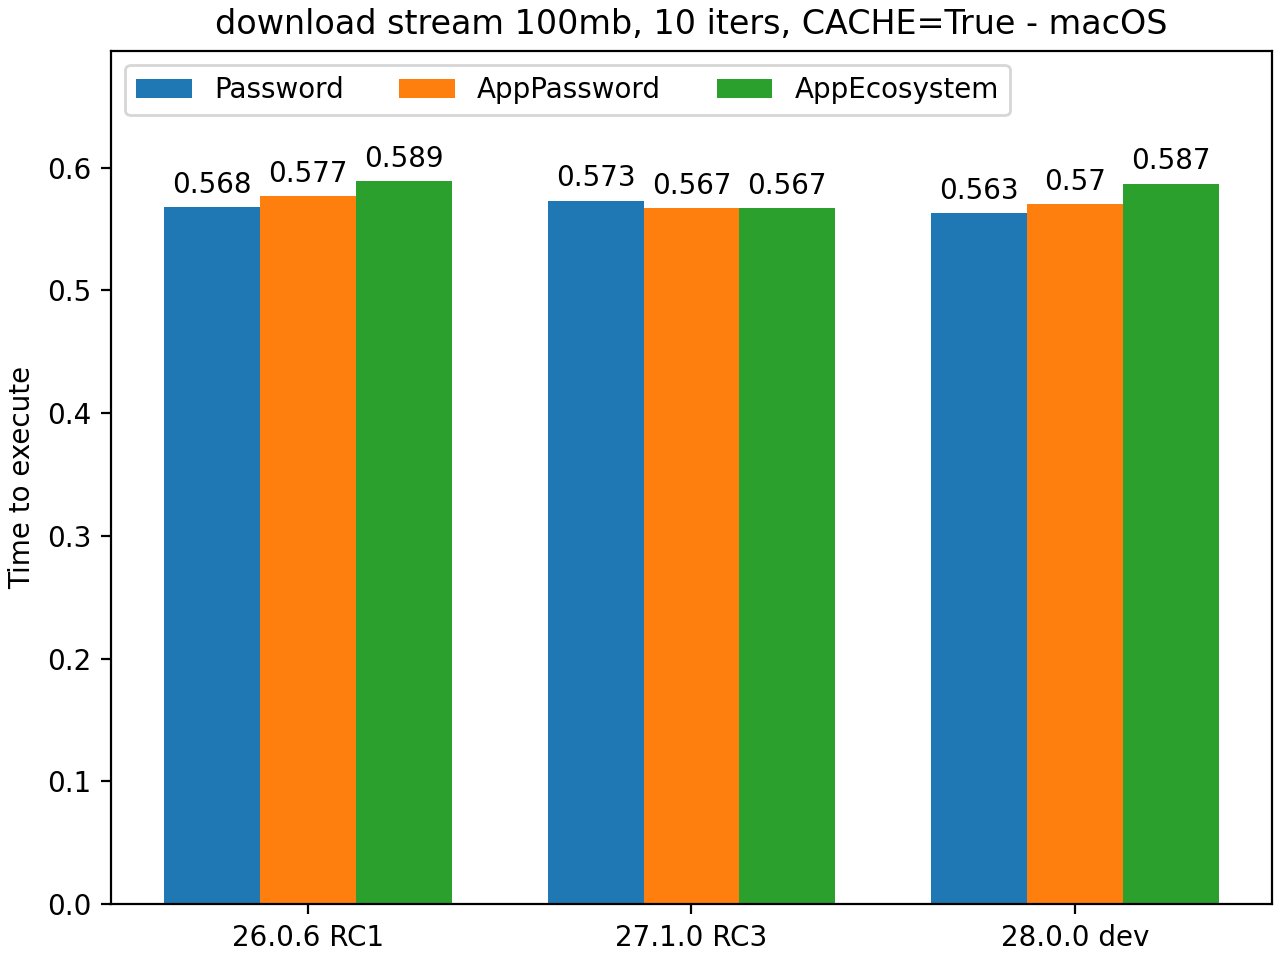 download stream 100mb, 10 iters, CACHE=True - macOS
Password AppPassword AppEcosystem
0.568 0.577 0.589 0.573 0.567 0.567 0.563 0.57 0.587
0.6
0.5
0.4
0.3
0.2
0.1
0.0
Time to execute
26.0.6 RC1 27.1.0 RC3 28.0.0 dev